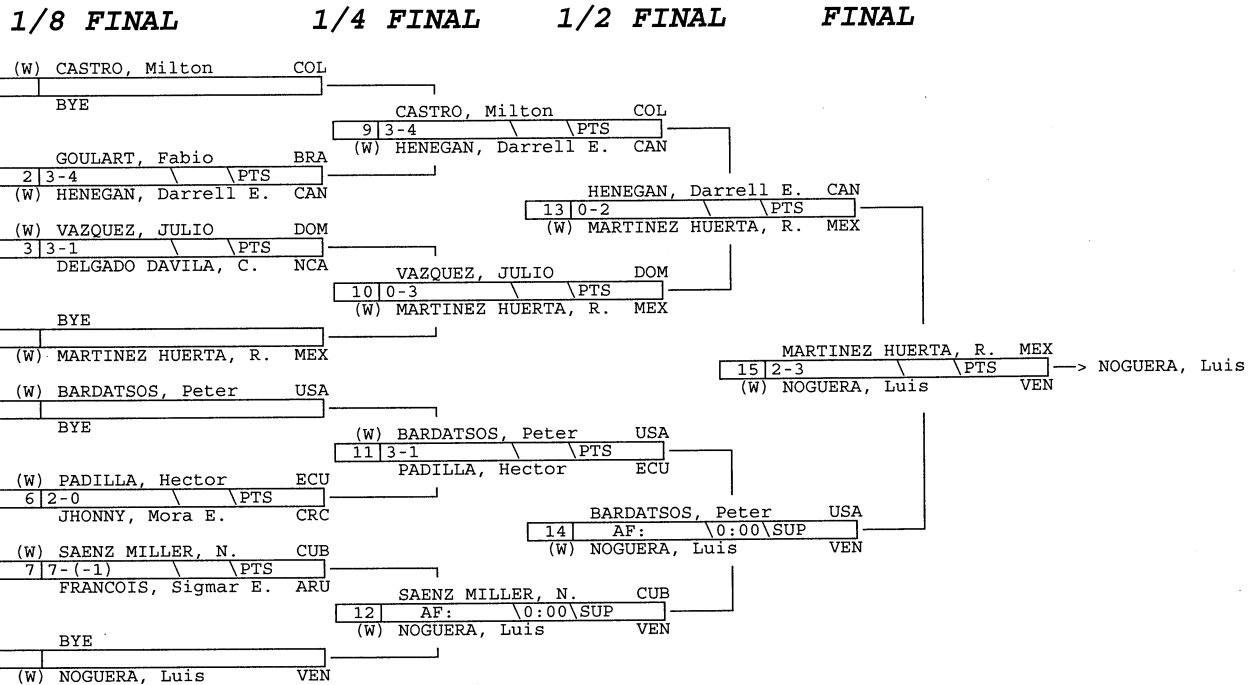 1/8 FINAL 1/4 FINAL 1/2 FINAL FINAL
(W) CASTRO, Milton COL
BYE
GOULART, Fabio BRA
2 3-4 \ \PTS
(W) HENEGAN, Darrell E. CAN
(W) VAZQUEZ, JULIO DOM
3 3-1 \ \PTS
DELGADO DAVILA, C. NCA
BYE
(W) MARTINEZ HUERTA, R. MEX
(W) BARDATSOS, Peter USA
BYE
(W) PADILLA, Hector ECU
6 2-0 \ \PTS
JHONNY, Mora E. CRC
(W) SAENZ MILLER, N. CUB
7 7-(-1) \ \PTS
FRANCOIS, Sigmar E. ARU
BYE
(W) NOGUERA, Luis VEN
CASTRO, Milton COL
9 3-4 \ \PTS
(W) HENEGAN, Darrell E. CAN
VAZQUEZ, JULIO DOM
10 0-3 \ \PTS
(W) MARTINEZ HUERTA, R. MEX
(W) BARDATSOS, Peter USA
11 3-1 \ \PTS
PADILLA, Hector ECU
SAENZ MILLER, N. CUB
12 AF: \0:00\SUP
(W) NOGUERA, Luis VEN
HENEGAN, Darrell E. CAN
13 0-2 \ \PTS
(W) MARTINEZ HUERTA, R. MEX
BARDATSOS, Peter USA
14 AF: \0:00\SUP
(W) NOGUERA, Luis VEN
MARTINEZ HUERTA, R. MEX
15 2-3 \ \PTS
(W) NOGUERA, Luis VEN
—> NOGUERA, Luis